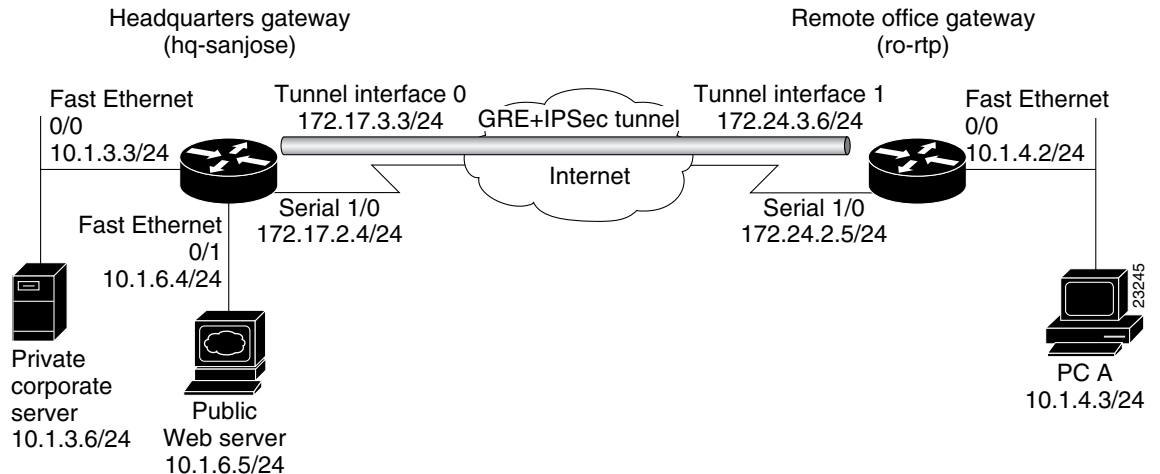 Headquarters gateway
(hq-sanjose)
Remote office gateway
(ro-rtp)
Fast Ethernet
0/0
10.1.3.3/24
Tunnel interface 0
172.17.3.3/24
GRE+IPSec tunnel
Tunnel interface 1
172.24.3.6/24
Fast Ethernet
0/0
10.1.4.2/24
Internet
Serial 1/0
172.17.2.4/24
Serial 1/0
172.24.2.5/24
Fast Ethernet
0/1
10.1.6.4/24
Private
corporate
server
10.1.3.6/24
Public
Web server
10.1.6.5/24
PC A
10.1.4.3/24
23245